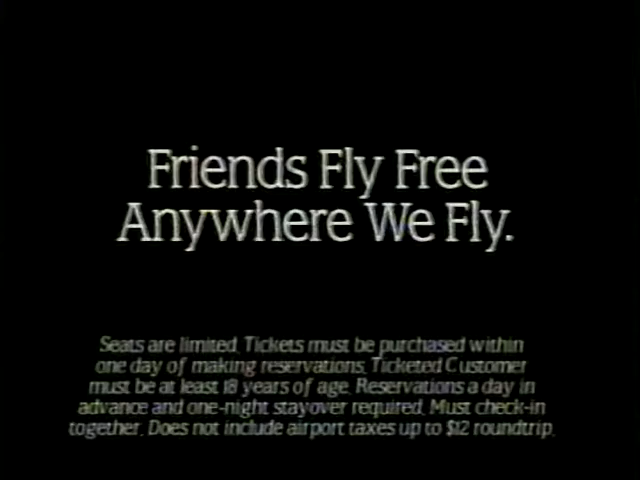 Friends Fly Free
Anywhere We Fly.
Seats are limited. Tickets must be purchased within
one day of making reservations. Ticketed Customer
must be at least 18 years of age. Reservations a day in
advance and one-night stayover required. Must check-in
together. Does not include airport taxes up to $12 roundtrip.